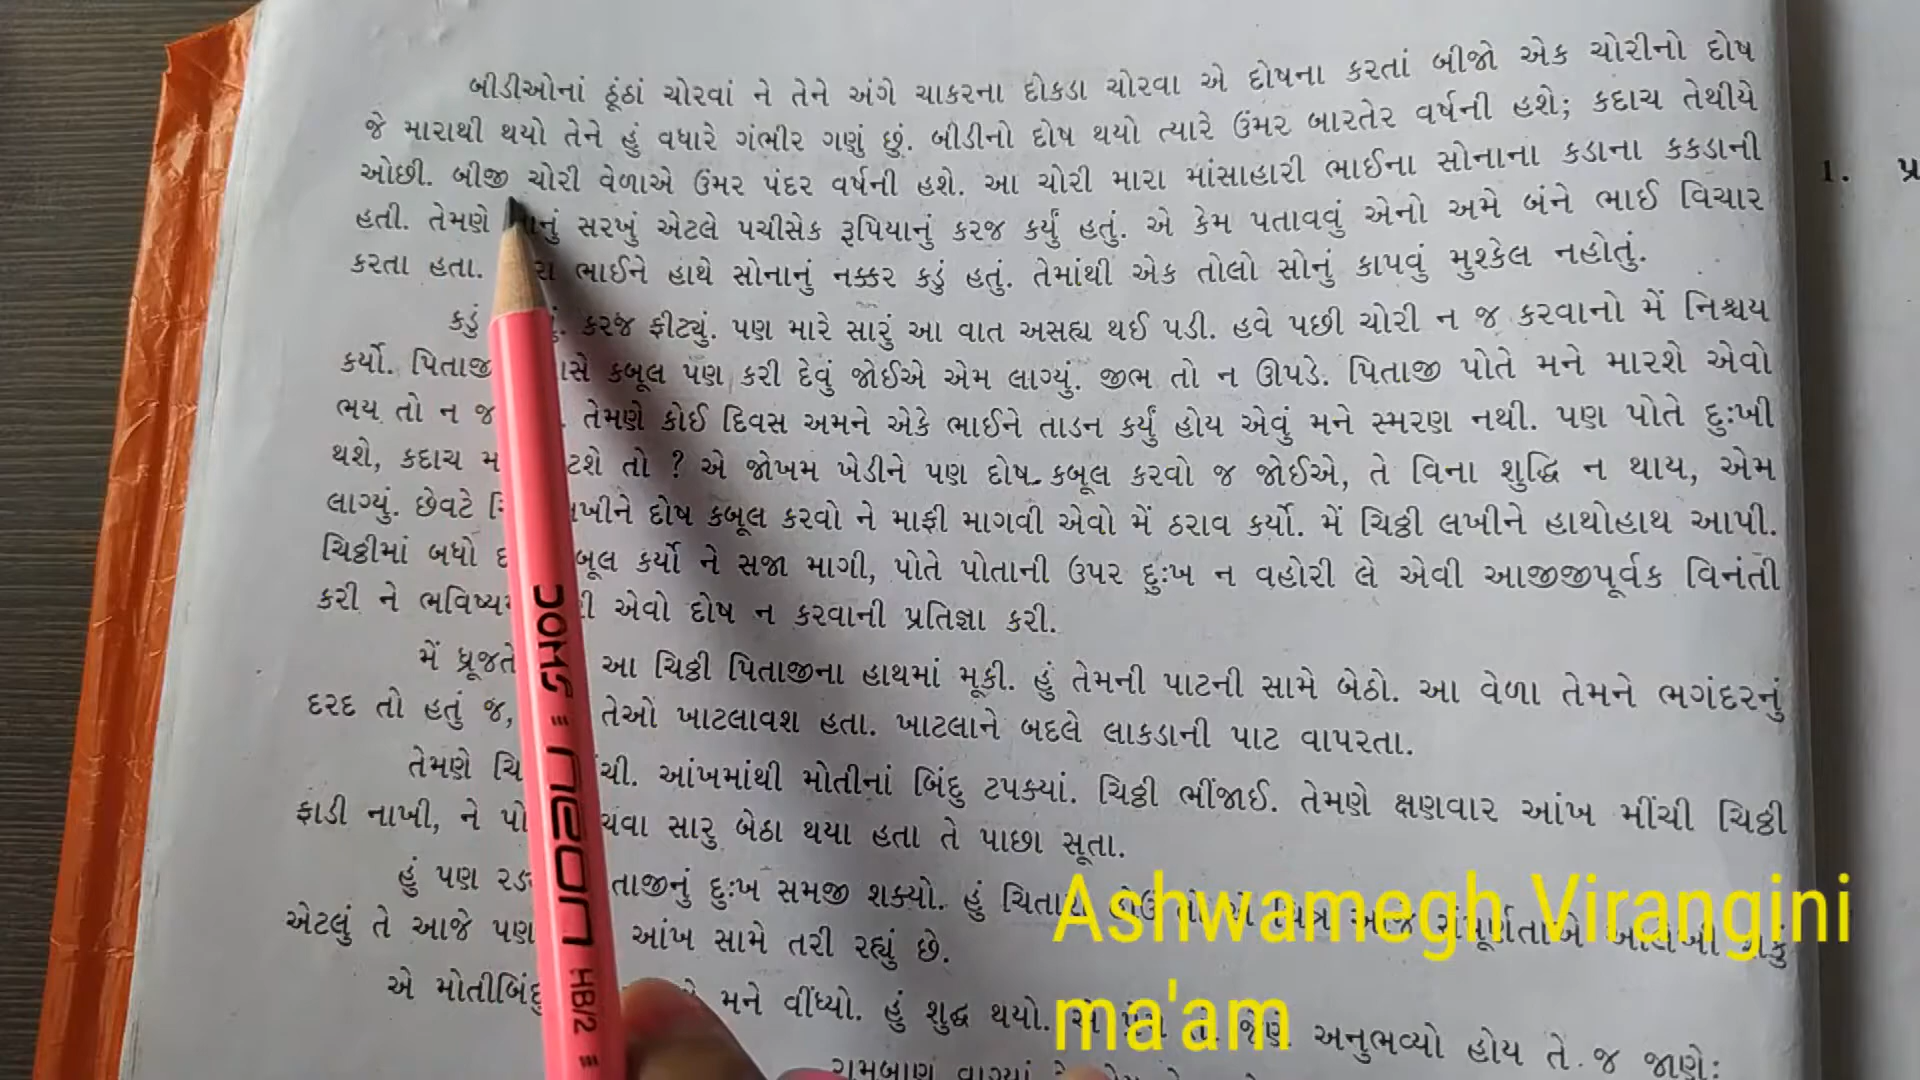 બીડીઓનાં ઠૂંઠાં ચોરવાં ને તેને અંગે ચાકરના દોકડા ચોરવા એ દોષના કરતાં બીજો એક ચોરીનો દોષ
જે મારાથી થયો તેને હું વધારે ગંભીર ગણું છું. બીડીનો દોષ થયો ત્યારે ઉંમર બારતેર વર્ષની હશે; કદાચ તેથીયે
ઓછી. બીજી ચોરી વેળાએ ઉંમર પંદર વર્ષની હશે. આ ચોરી મારા માંસાહારી ભાઈના સોનાના કડાના કકડાની
હતી. તેમણે સરખું એટલે પચીસેક રૂપિયાનું કરજ કર્યું હતું. એ કેમ પતાવવું એનો અમે બંને ભાઈ વિચાર
કરતા હતા. ભાઈને હાથે સોનાનું નક્કર કડું હતું. તેમાંથી એક તોલો સોનું કાપવું મુશ્કેલ નહોતું.
કડું કરજ ફીટ્યું. પણ મારે સારું આ વાત અસહ્ય થઈ પડી. હવે પછી ચોરી ન જ કરવાનો મેં નિશ્ચય
કર્યો. પિતાજી કબૂલ પણ કરી દેવું જોઈએ એમ લાગ્યું. જીભ તો ન ઊપડે. પિતાજી પોતે મને મારશે એવો
ભય તો ન જ તેમણે કોઈ દિવસ અમને એકે ભાઈને તાડન કર્યું હોય એવું મને સ્મરણ નથી. પણ પોતે દુઃખી
થશે, કદાચ તો ? એ જોખમ ખેડીને પણ દોષ કબૂલ કરવો જ જોઈએ, તે વિના શુદ્ધિ ન થાય, એમ
લાગ્યું. છેવટે દોષ કબૂલ કરવો ને માફી માગવી એવો મેં ઠરાવ કર્યો. મેં ચિઠ્ઠી લખીને હાથોહાથ આપી.
ચિઠ્ઠીમાં બધો કર્યો ને સજા માગી, પોતે પોતાની ઉપર દુઃખ ન વહોરી લે એવી આજીજીપૂર્વક વિનંતી
કરી ને એવો દોષ ન કરવાની પ્રતિજ્ઞા કરી.
મેં આ ચિઠ્ઠી પિતાજીના હાથમાં મૂકી. હું તેમની પાટની સામે બેઠો. આ વેળા તેમને ભગંદરનું
દરદ તો હતું જ, તેઓ ખાટલાવશ હતા. ખાટલાને બદલે લાકડાની પાટ વાપરતા.
તેમણે આંખમાંથી મોતીનાં બિંદુ ટપક્યાં. ચિઠ્ઠી ભીંજાઈ. તેમણે ક્ષણવાર આંખ મીંચી ચિઠ્ઠી
ફાડી નાખી, ને સારુ બેઠા થયા હતા તે પાછા સૂતા.
હું પણ દુઃખ સમજી શક્યો. હું
એટલું તે આજે પણ આંખ સામે તરી રહ્યું છે.
એ મને વીંધ્યો. હું શુદ્ધ થયો. અનુભવ્યો હોય તે જ જાણે:
1.
DOMS neon HB/2
Ashwamegh Virangini
ma'am